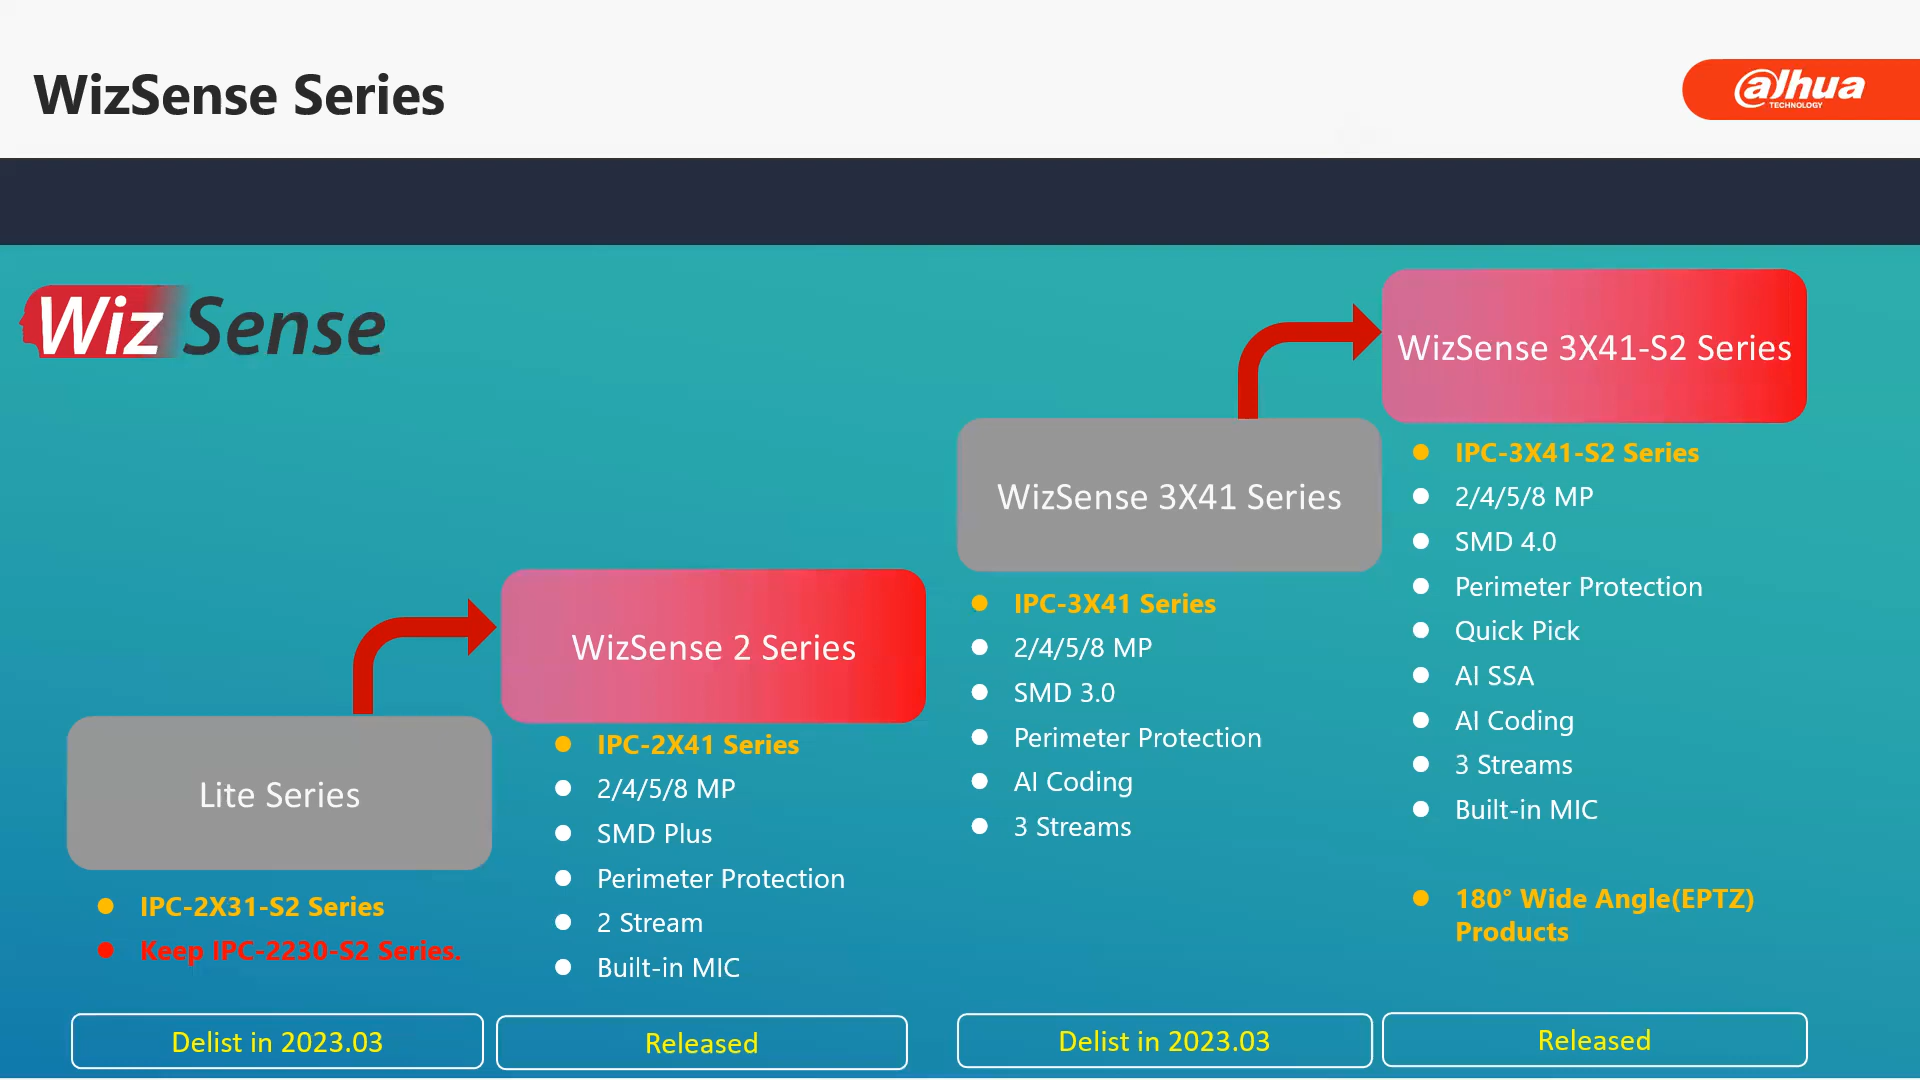 WizSense Series
alhua
TECHNOLOGY
Wiz Sense
Lite Series
IPC-2X31-S2 Series
Keep IPC-2230-S2 Series.
Delist in 2023.03
WizSense 2 Series
IPC-2X41 Series
2/4/5/8 MP
SMD Plus
Perimeter Protection
2 Stream
Built-in MIC
Released
WizSense 3X41 Series
IPC-3X41 Series
2/4/5/8 MP
SMD 3.0
Perimeter Protection
AI Coding
3 Streams
Delist in 2023.03
WizSense 3X41-S2 Series
IPC-3X41-S2 Series
2/4/5/8 MP
SMD 4.0
Perimeter Protection
Quick Pick
AI SSA
AI Coding
3 Streams
Built-in MIC
180° Wide Angle(EPTZ)
Products
Released